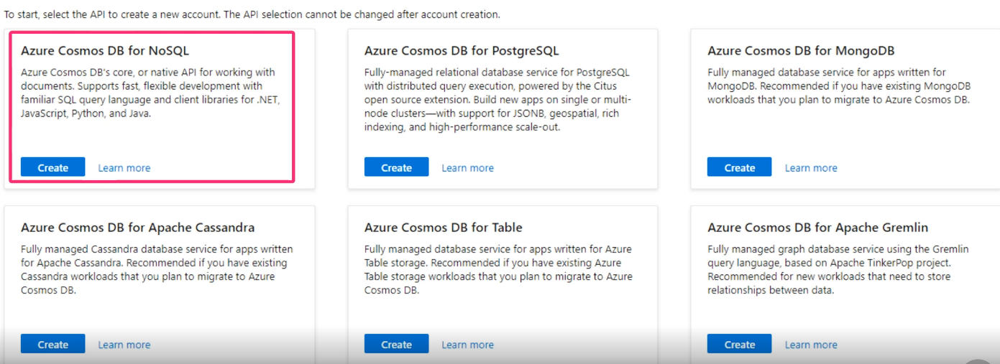 To start, select the API to create a new account. The API selection cannot be changed after account creation.
Azure Cosmos DB for NoSQL
Azure Cosmos DB's core, or native API for working with
documents. Supports fast, flexible development with
familiar SQL query language and client libraries for .NET,
JavaScript, Python, and Java.
Create Learn more
Azure Cosmos DB for PostgreSQL
Fully-managed relational database service for PostgreSQL
with distributed query execution, powered by the Citus
open source extension. Build new apps on single or multi-
node clusters—with support for JSONB, geospatial, rich
indexing, and high-performance scale-out.
Create Learn more
Azure Cosmos DB for MongoDB
Fully managed database service for apps written for
MongoDB. Recommended if you have existing MongoDB
workloads that you plan to migrate to Azure Cosmos DB.
Create Learn more
Azure Cosmos DB for Apache Cassandra
Fully managed Cassandra database service for apps written
for Apache Cassandra. Recommended if you have existing
Cassandra workloads that you plan to migrate to Azure
Cosmos DB.
Create Learn more
Azure Cosmos DB for Table
Fully managed database service for apps written for Azure
Table storage. Recommended if you have existing Azure
Table storage workloads that you plan to migrate to Azure
Cosmos DB.
Create Learn more
Azure Cosmos DB for Apache Gremlin
Fully managed graph database service using the Gremlin
query language, based on Apache TinkerPop project.
Recommended for new workloads that need to store
relationships between data.
Create Learn more